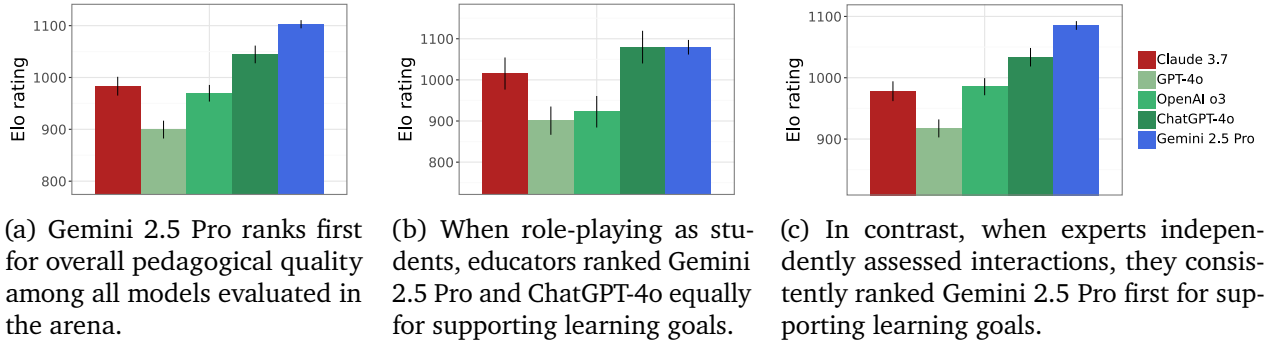 1100
1000
900
800
Elo rating
1100
1000
900
800
Elo rating
1100
1000
900
Elo rating
Claude 3.7
GPT-4o
OpenAI o3
ChatGPT-4o
Gemini 2.5 Pro
(a) Gemini 2.5 Pro ranks first
for overall pedagogical quality
among all models evaluated in
the arena.
(b) When role-playing as stu-
dents, educators ranked Gemini
2.5 Pro and ChatGPT-4o equally
for supporting learning goals.
(c) In contrast, when experts indepen-
dently assessed interactions, they consis-
tently ranked Gemini 2.5 Pro first for sup-
porting learning goals.